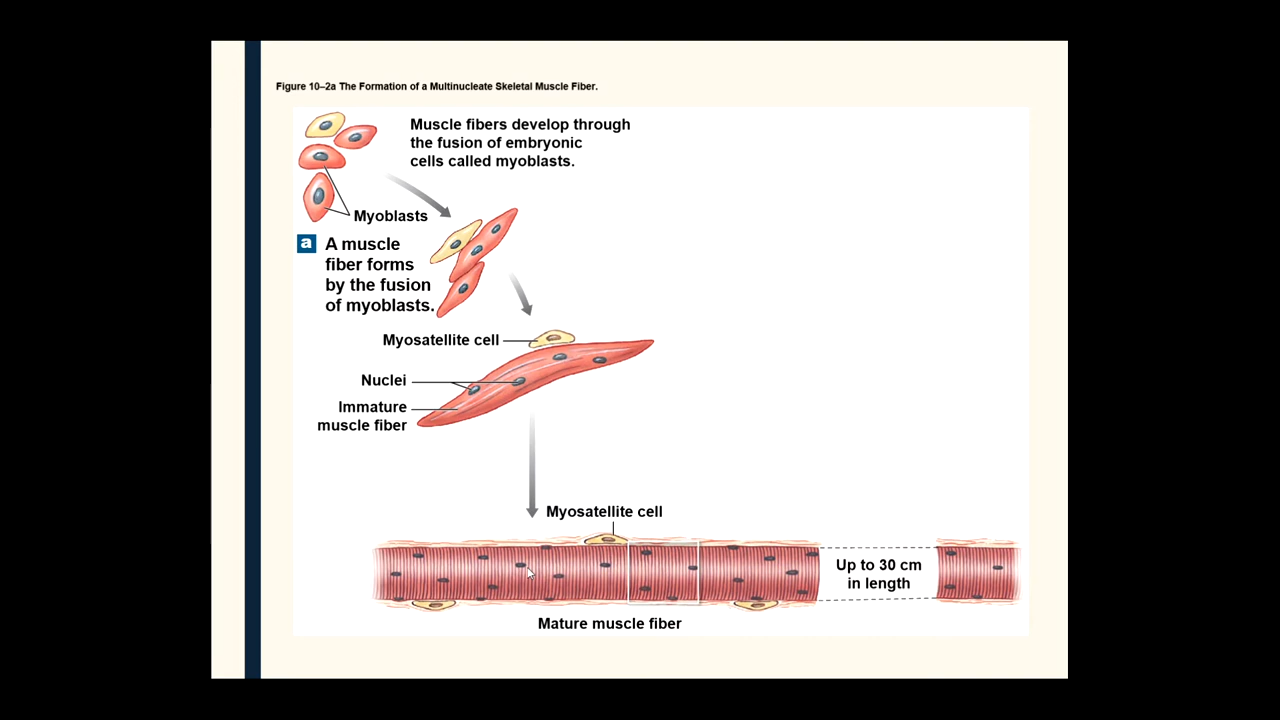 Figure 10–2a The Formation of a Multinucleate Skeletal Muscle Fiber.
Muscle fibers develop through
the fusion of embryonic
cells called myoblasts.
Myoblasts
a
A muscle
fiber forms
by the fusion
of myoblasts.
Myosatellite cell
Nuclei
Immature
muscle fiber
Myosatellite cell
Up to 30 cm
in length
Mature muscle fiber